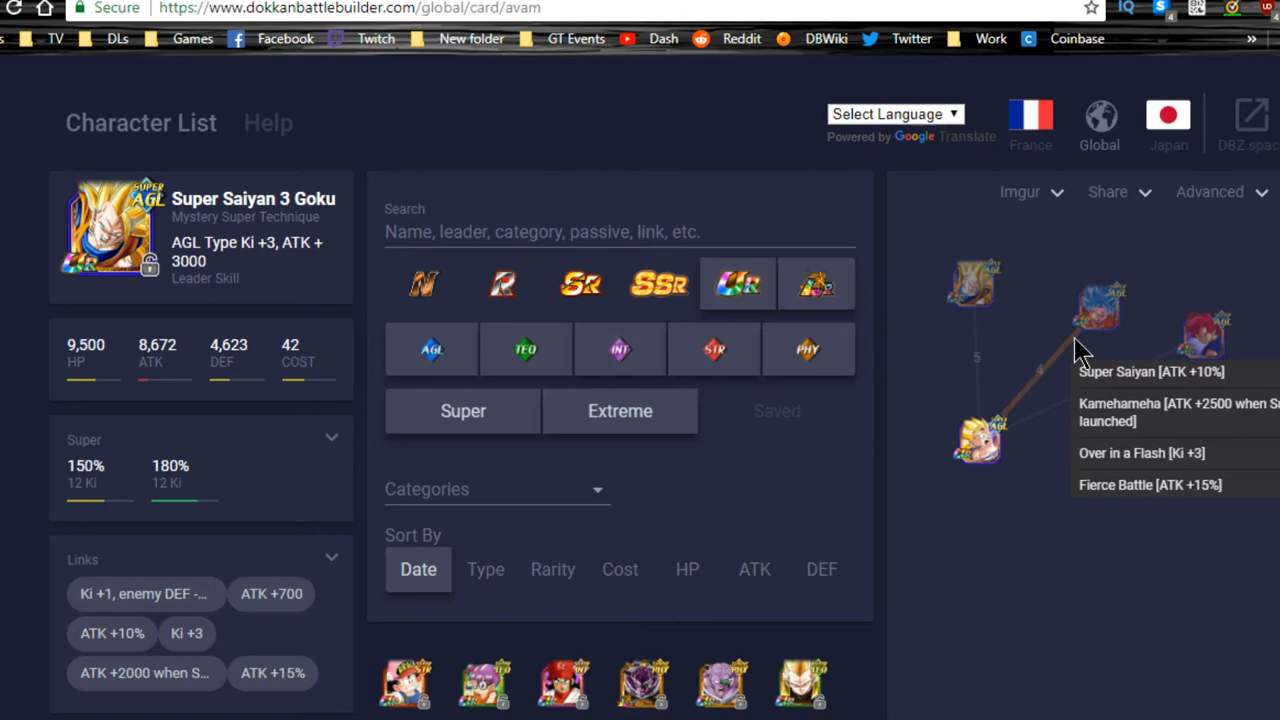 Secure https://www.dokkanbattlebuilder.com/global/card/avam
TV DLs Games Facebook Twitch New folder GT Events Dash Reddit DBWiki Twitter Work Coinbase »
Character List Help
Select Language ▼
Powered by Google Translate
France Global Japan DBZ.spac
Super Saiyan 3 Goku
Mystery Super Technique
AGL Type Ki +3, ATK +
3000
Leader Skill
9,500 8,672 4,623 42
HP ATK DEF COST
Super
150% 180%
12 Ki 12 Ki
Links
Ki +1, enemy DEF -... ATK +700
ATK +10% Ki +3
ATK +2000 when S... ATK +15%
Search
Name, leader, category, passive, link, etc.
N R SR SSR UR LR
AGL TEQ INT STR PHY
Super Extreme Saved
Categories
Sort By
Date Type Rarity Cost HP ATK DEF
Imgur Share Advanced
5
4
Super Saiyan [ATK +10%]
Kamehameha [ATK +2500 when Su
launched]
Over in a Flash [Ki +3]
Fierce Battle [ATK +15%]